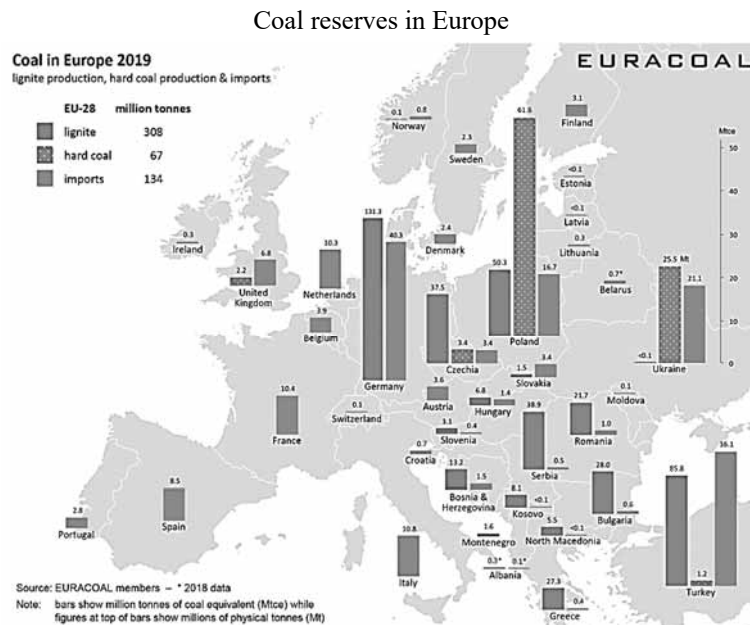 Coal reserves in Europe
Coal in Europe 2019
lignite production, hard coal production & imports
EURACOAL
EU-28 million tonnes
lignite 308
hard coal 67
imports 134
Mtce
50
40
30
20
10
0
0.1 0.8
Norway
2.3
Sweden
3.1
Finland
<0.1
Estonia
<0.1
Latvia
0.3
Lithuania
0.7*
Belarus
0.3
Ireland
2.2 6.8
United
Kingdom
10.3
Netherlands
3.9
Belgium
131.3 40.3
Germany
2.4
Denmark
50.3 61.6 16.7
Poland
37.5 3.4 3.4
Czechia
1.5 3.4
Slovakia
<0.1 25.5 Mt 21.1
Ukraine
10.4
France
0.1
Switzerland
3.6
Austria
6.8 1.4
Hungary
0.1
Moldova
3.1 0.4
Slovenia
0.7
Croatia
38.9 0.5
Serbia
21.7 1.0
Romania
13.2 1.5
Bosnia &
Herzegovina
8.1 <0.1
Kosovo
28.0 0.6
Bulgaria
2.8
Portugal
8.5
Spain
10.8
Italy
1.6
Montenegro
5.5 <0.1
North Macedonia
0.3* 0.1*
Albania
27.3 0.4
Greece
85.8 1.2 36.1
Turkey
Source: EURACOAL members – * 2018 data
Note: bars show million tonnes of coal equivalent (Mtce) while
figures at top of bars show millions of physical tonnes (Mt)